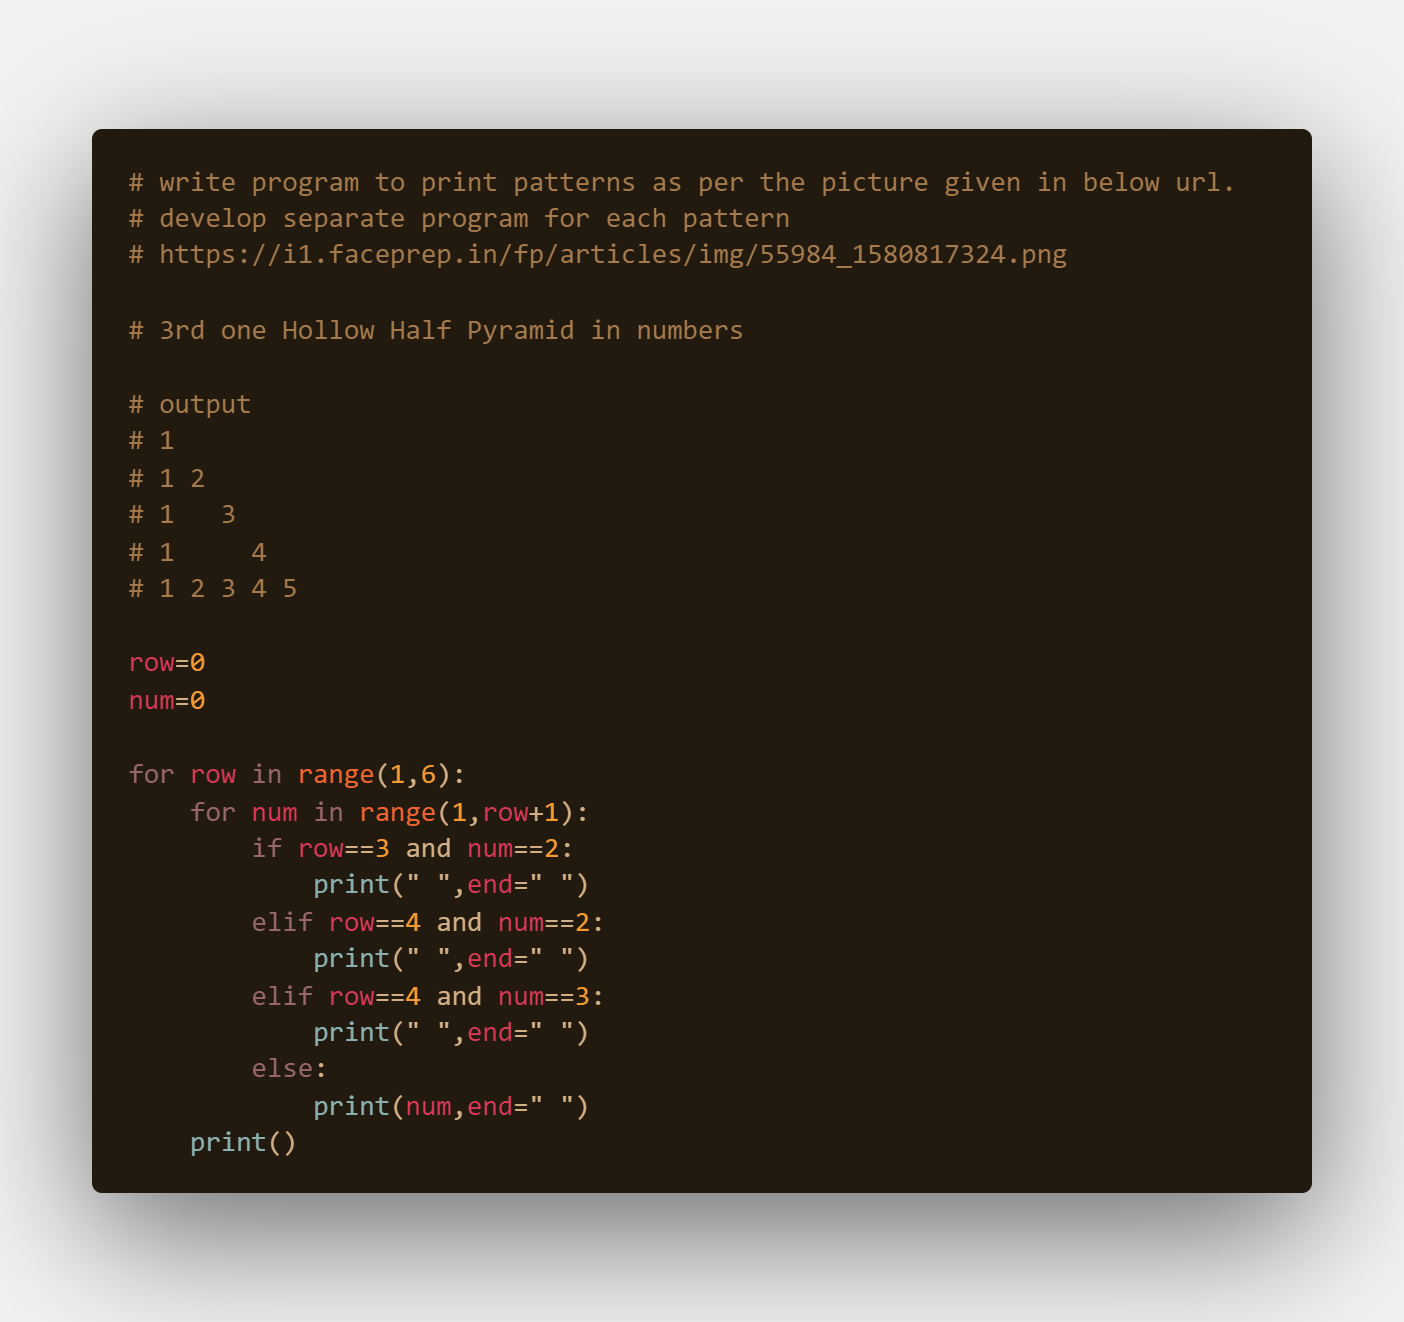 # write program to print patterns as per the picture given in below url.
# develop separate program for each pattern
# https://i1.faceprep.in/fp/articles/img/55984_1580817324.png

# 3rd one Hollow Half Pyramid in numbers

# output
# 1
# 1 2
# 1   3
# 1     4
# 1 2 3 4 5

row=0
num=0

for row in range(1,6):
    for num in range(1,row+1):
        if row==3 and num==2:
            print(" ",end=" ")
        elif row==4 and num==2:
            print(" ",end=" ")
        elif row==4 and num==3:
            print(" ",end=" ")
        else:
            print(num,end=" ")
    print()